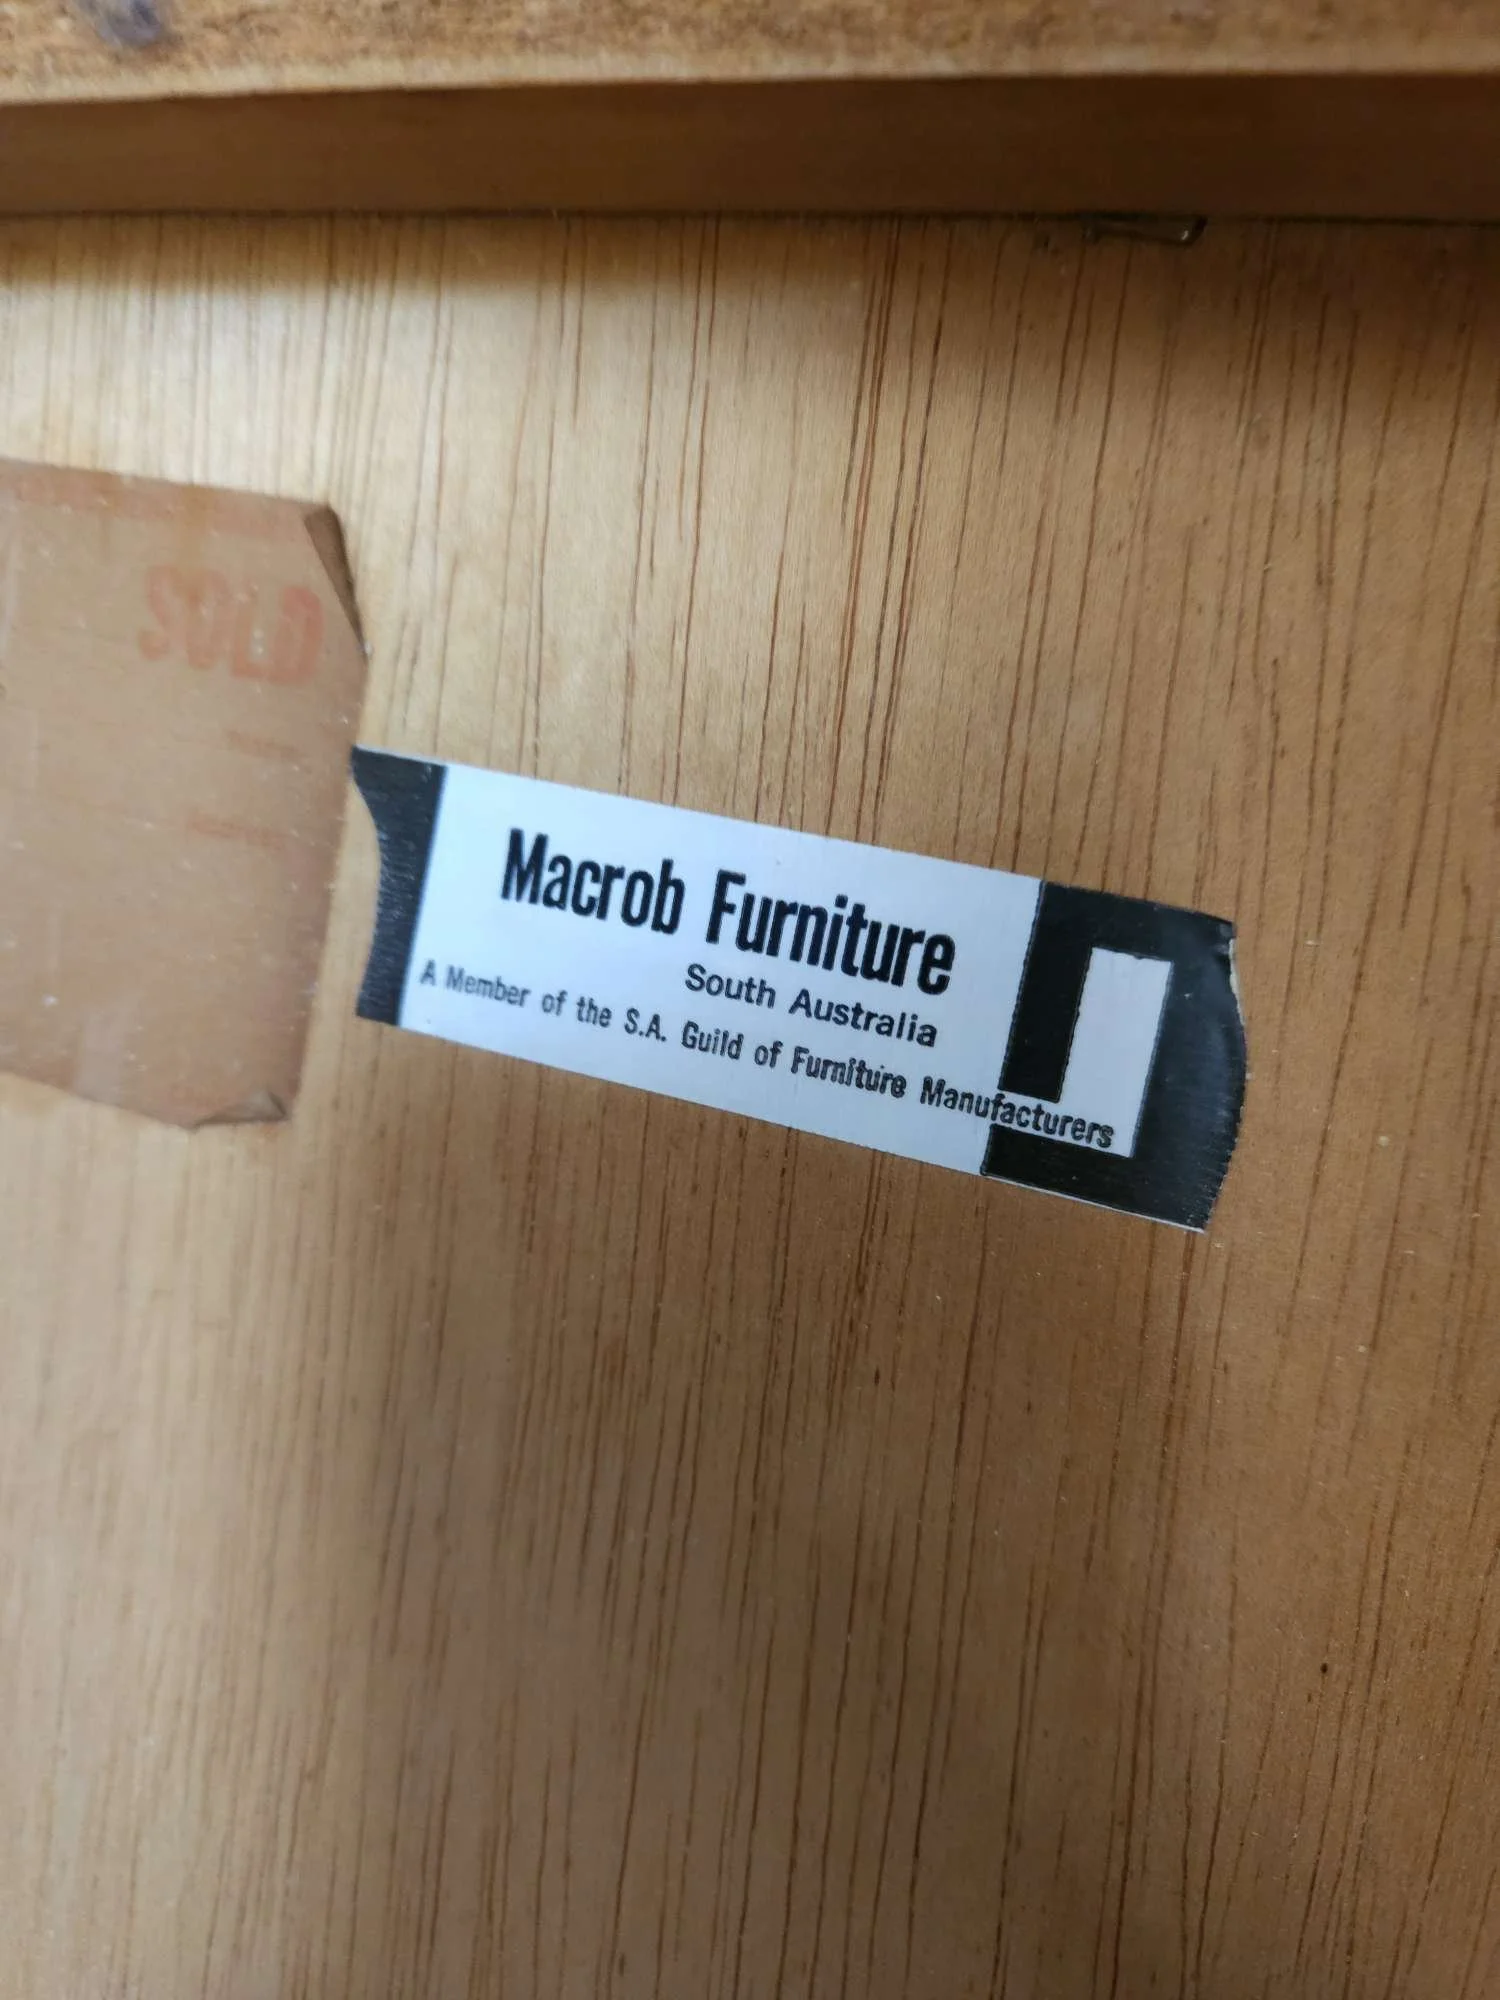 SOLD
Macrob Furniture
South Australia
A Member of the S.A. Guild of Furniture Manufacturers